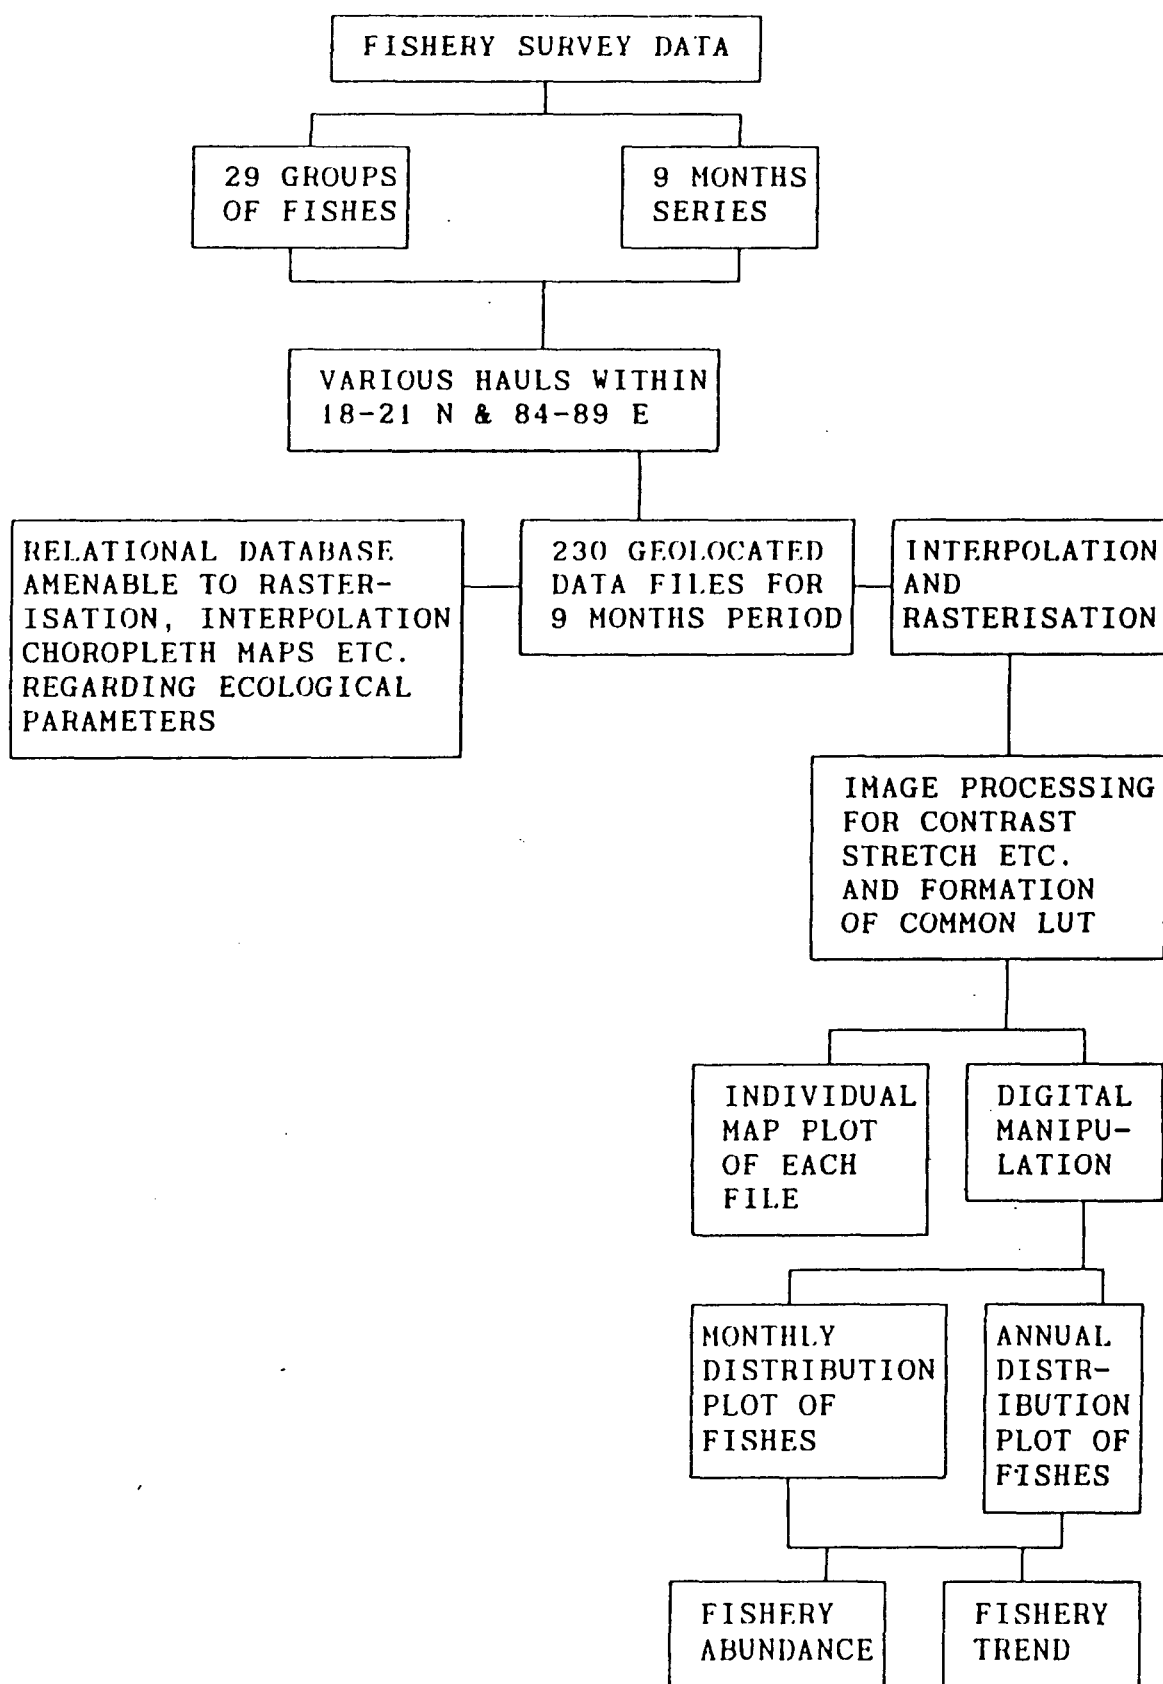 FISHERY SURVEY DATA
29 GROUPS
OF FISHES
9 MONTHS
SERIES
VARIOUS HAULS WITHIN
18-21 N & 84-89 E
RELATIONAL DATABASE
AMENABLE TO RASTER-
ISATION, INTERPOLATION
CHOROPLETH MAPS ETC.
REGARDING ECOLOGICAL
PARAMETERS
230 GEOLOCATED
DATA FILES FOR
9 MONTHS PERIOD
INTERPOLATION
AND
RASTERISATION
IMAGE PROCESSING
FOR CONTRAST
STRETCH ETC.
AND FORMATION
OF COMMON LUT
INDIVIDUAL
MAP PLOT
OF EACH
FILE
DIGITAL
MANIPU-
LATION
MONTHLY
DISTRIBUTION
PLOT OF
FISHES
ANNUAL
DISTR-
IBUTION
PLOT OF
FISHES
FISHERY
ABUNDANCE
FISHERY
TREND